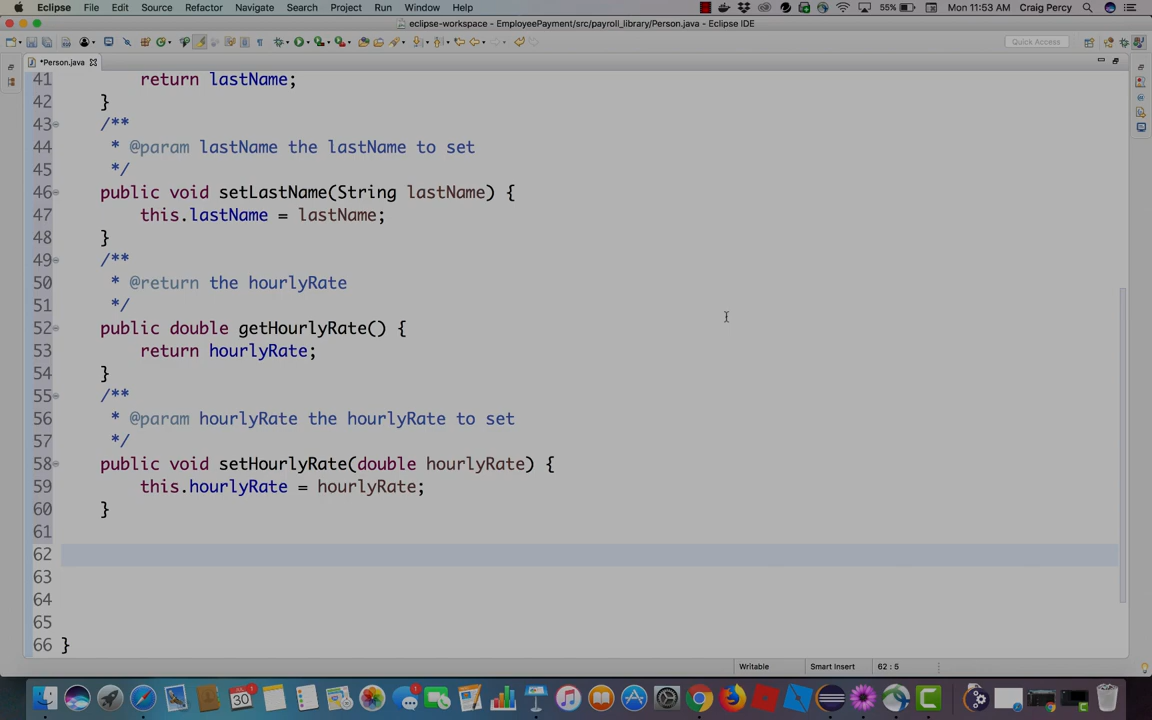 Eclipse File Edit Source Refactor Navigate Search Project Run Window Help 55% Mon 11:53 AM Craig Percy
eclipse-workspace - EmployeePayment/src/payroll_library/Person.java - Eclipse IDE
Quick Access
*Person.java
41 return lastName;
42 }
43 /**
44 * @param lastName the lastName to set
45 */
46 public void setLastName(String lastName) {
47 this.lastName = lastName;
48 }
49 /**
50 * @return the hourlyRate
51 */
52 public double getHourlyRate() {
53 return hourlyRate;
54 }
55 /**
56 * @param hourlyRate the hourlyRate to set
57 */
58 public void setHourlyRate(double hourlyRate) {
59 this.hourlyRate = hourlyRate;
60 }
61
62
63
64
65
66 }
Writable Smart Insert 62 : 5
30